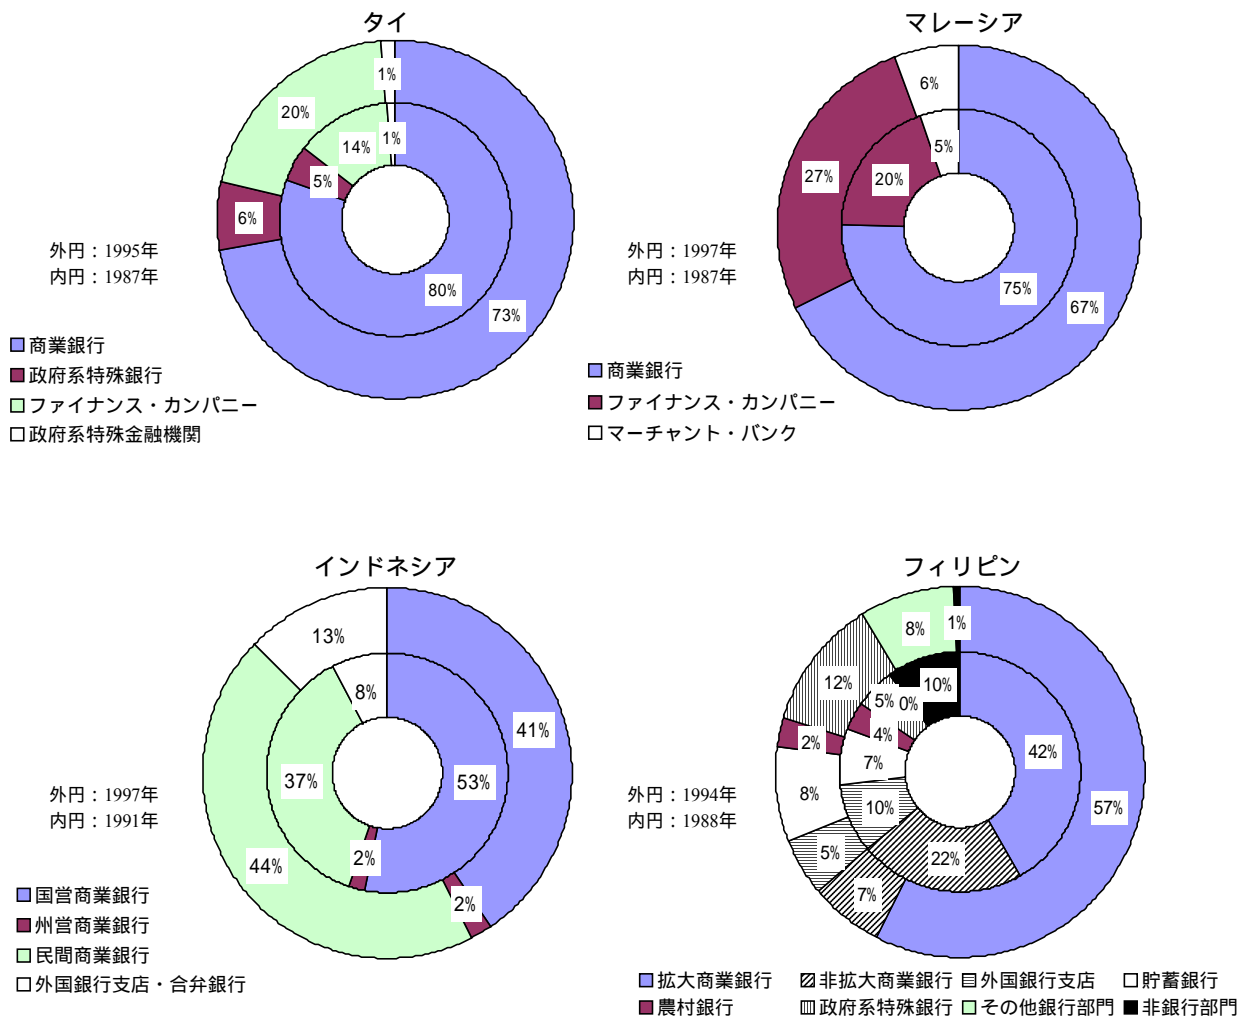 タイ
1%
20%
14%
1%
5%
6%
外円：1995年
内円：1987年
80%
73%
商業銀行
政府系特殊銀行
ファイナンス・カンパニー
政府系特殊金融機関
マレーシア
6%
5%
27%
20%
外円：1997年
内円：1987年
75%
67%
商業銀行
ファイナンス・カンパニー
マーチャント・バンク
インドネシア
13%
8%
41%
37%
53%
外円：1997年
内円：1991年
2%
44%
2%
国営商業銀行
州営商業銀行
民間商業銀行
外国銀行支店・合弁銀行
フィリピン
8%
1%
12%
10%
5%
0%
2%
4%
42%
7%
8%
外円：1994年
内円：1988年
10%
57%
5%
22%
7%
拡大商業銀行
非拡大商業銀行
外国銀行支店
貯蓄銀行
農村銀行
政府系特殊銀行
その他銀行部門
非銀行部門